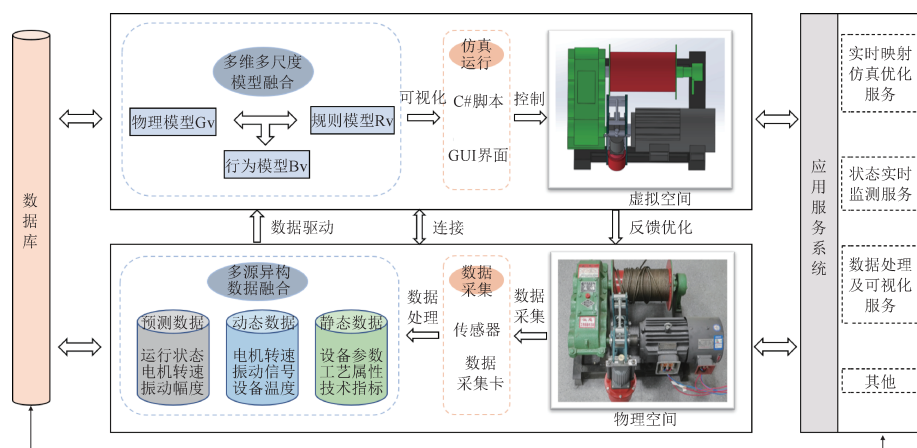 数据库
多维多尺度
模型融合
物理模型Gv
规则模型Rv
行为模型Bv
可视化
仿真
运行
C#脚本
GUI界面
控制
虚拟空间
数据驱动
连接
反馈优化
多源异构
数据融合
预测数据
运行状态
电机转速
振动幅度
动态数据
电机转速
振动信号
设备温度
静态数据
设备参数
工艺属性
技术指标
数据
处理
数据
采集
传感器
数据
采集卡
数据
采集
物理空间
应用服务系统
实时映射
仿真优化
服务
状态实时
监测服务
数据处理
及可视化
服务
其他